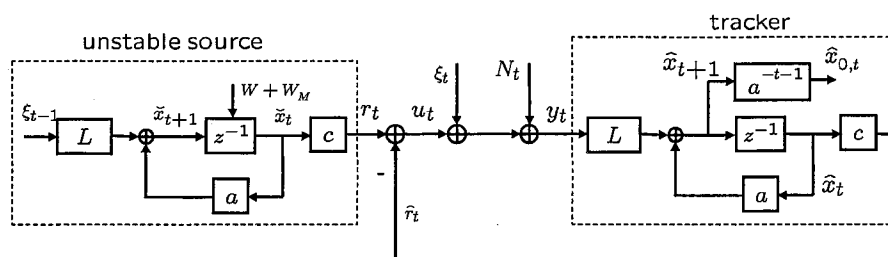 unstable source
tracker
W + W_M
ξ_{t-1}
L
x̆_{t+1}
z^{-1}
x̆_t
c
a
r_t
u_t
-
r̂_t
ξ_t
N_t
y_t
L
x̂_{t+1}
a^{-t-1}
x̂_{0,t}
z^{-1}
c
a
x̂_t